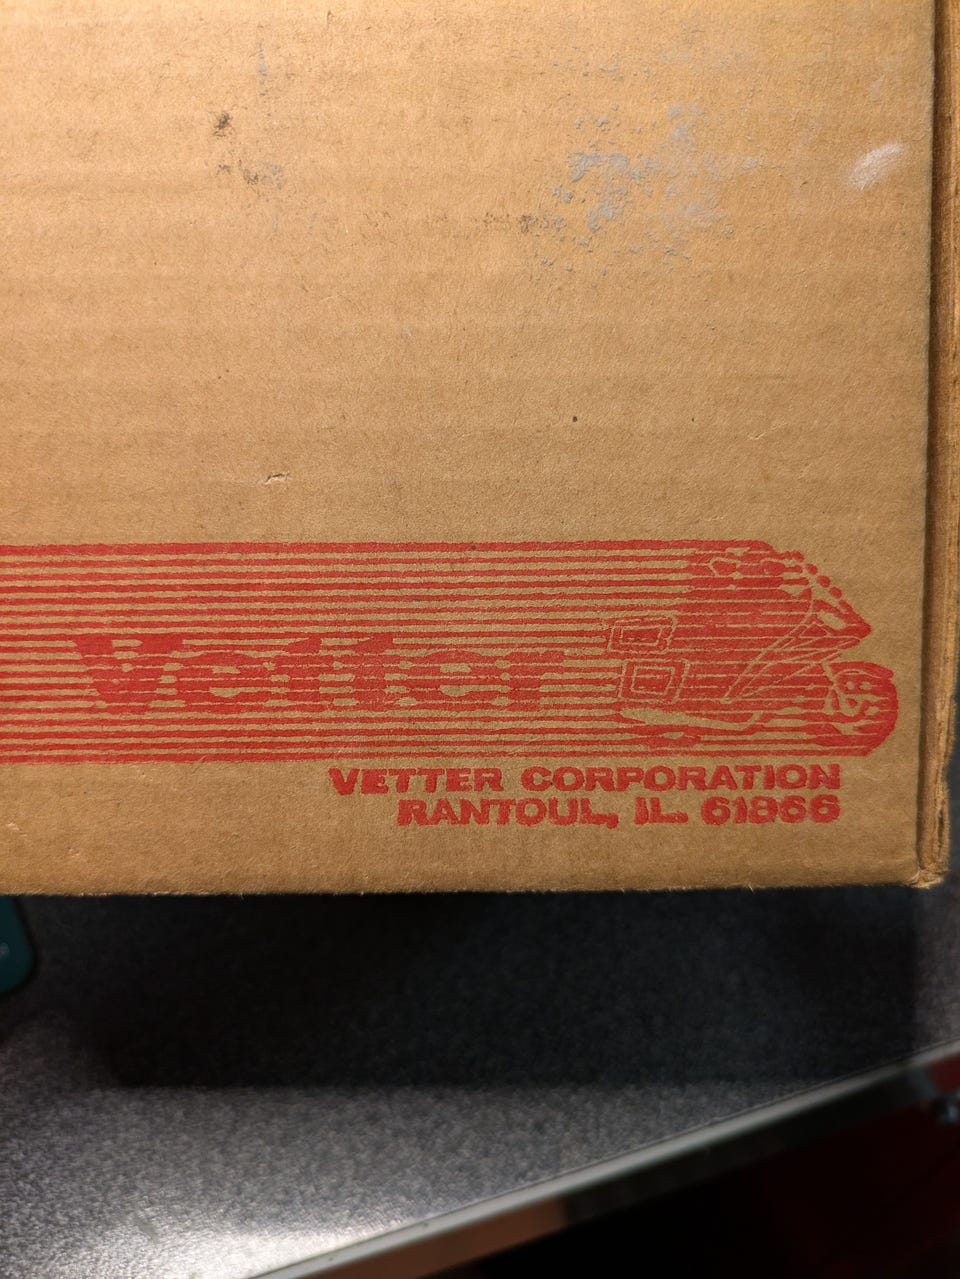 Vetter
VETTER CORPORATION
RANTOUL, IL. 61866